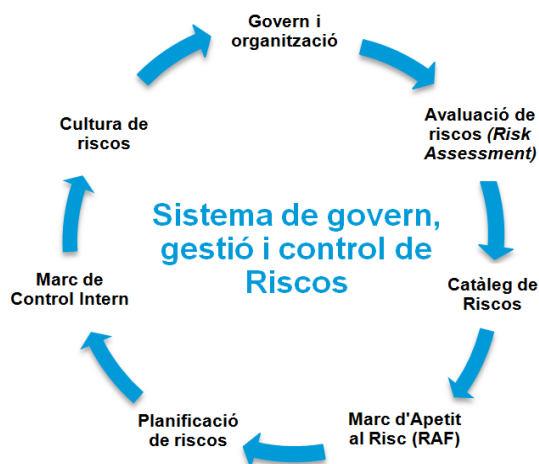 Govern i
organització
Avaluació de
riscos (Risk
Assessment)
Catàleg de
Riscos
Marc d'Apetit
al Risc (RAF)
Planificació
de riscos
Marc de
Control Intern
Cultura de
riscos
Sistema de govern,
gestió i control de
Riscos